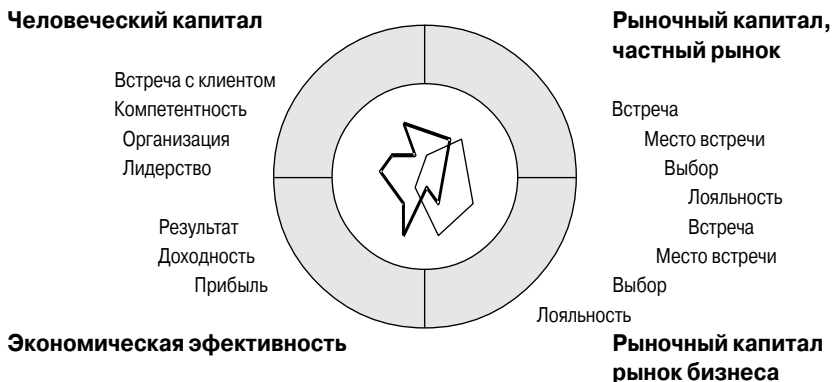 Человеческий капитал
Встреча с клиентом
Компетентность
Организация
Лидерство
Результат
Доходность
Прибыль
Экономическая эфективность
Рыночный капитал,
частный рынок
Встреча
Место встречи
Выбор
Лояльность
Встреча
Место встречи
Выбор
Лояльность
Рыночный капитал
рынок бизнеса